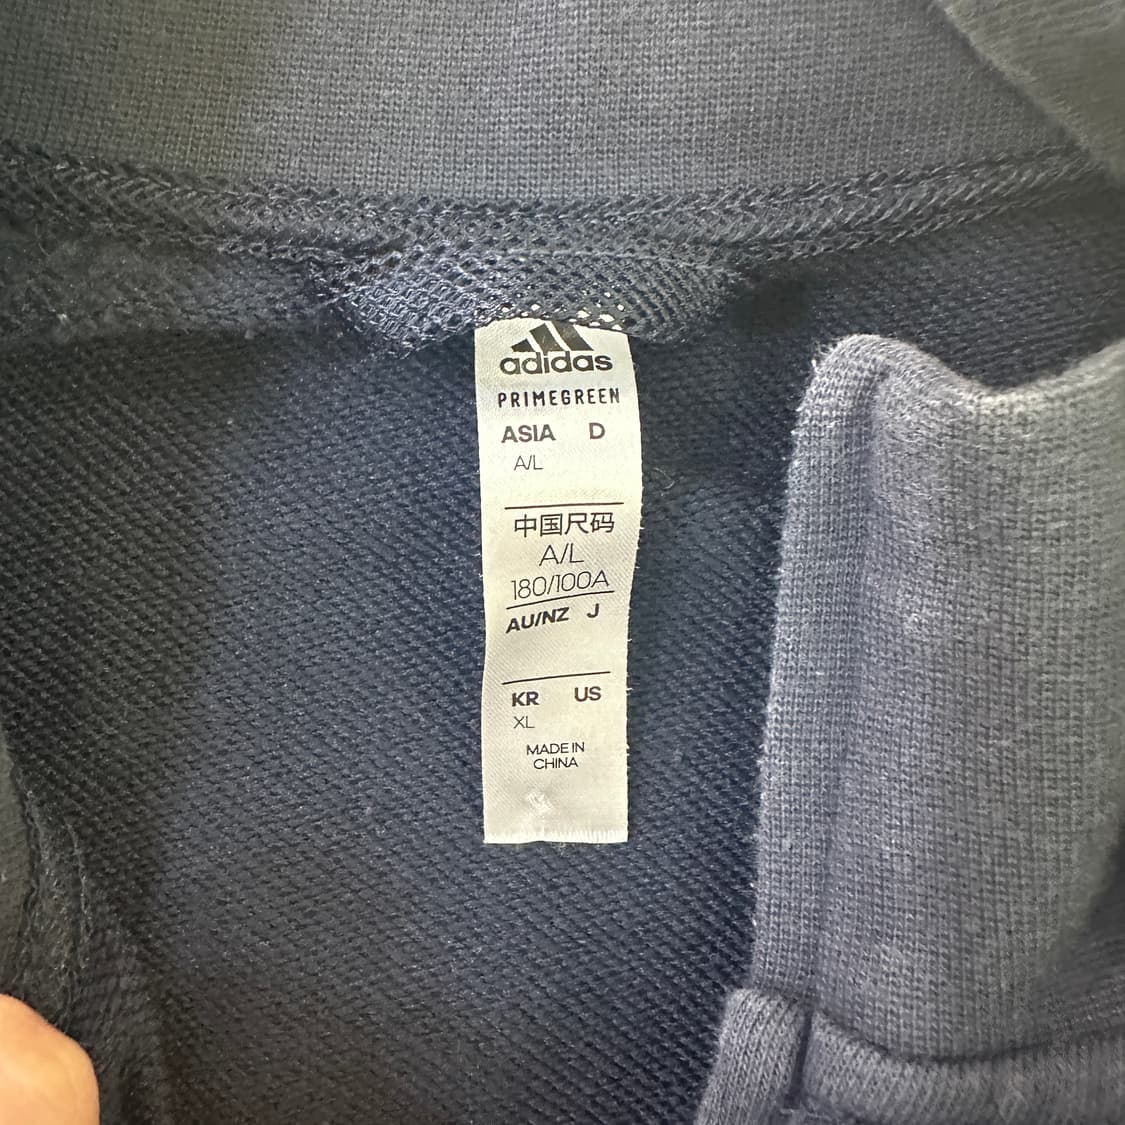 adidas
PRIMEGREEN
ASIA D
A/L
中国尺码
A/L
180/100A
AU/NZ J
KR US
XL
MADE IN
CHINA